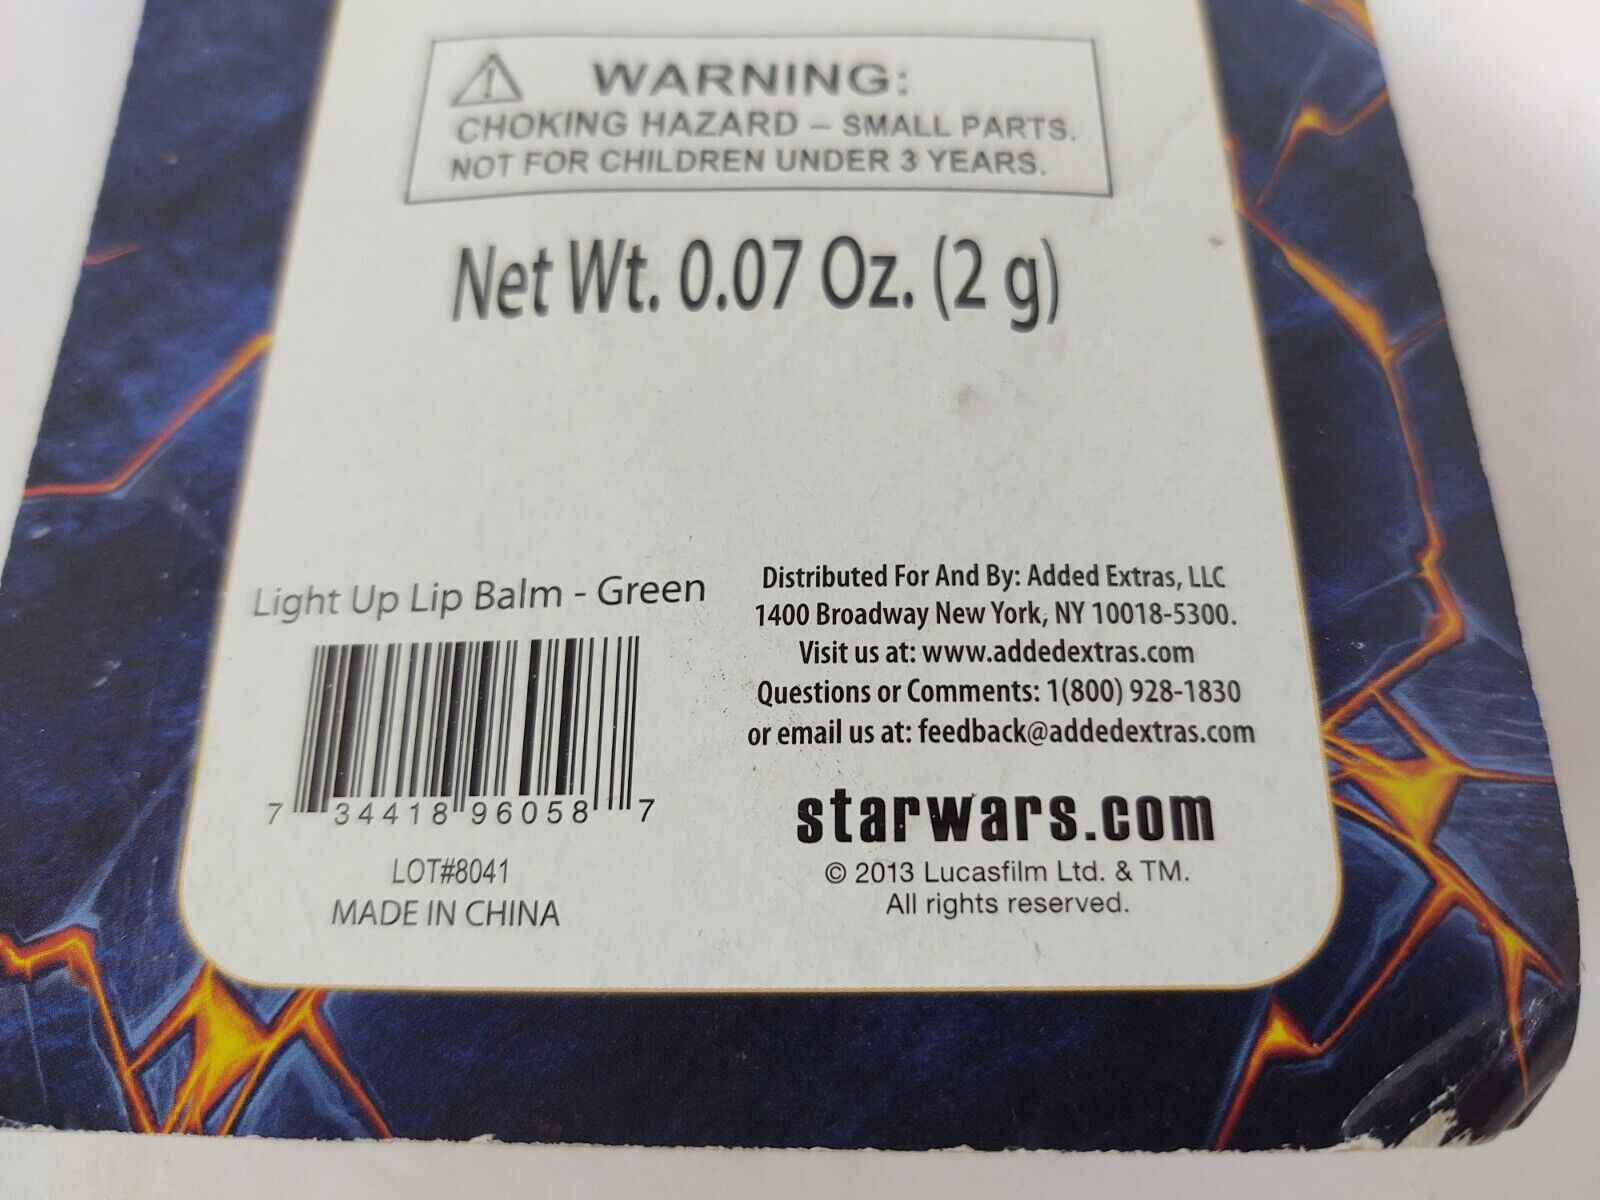 WARNING:
CHOKING HAZARD – SMALL PARTS.
NOT FOR CHILDREN UNDER 3 YEARS.
Net Wt. 0.07 Oz. (2 g)
Light Up Lip Balm - Green
7 34418 96058 7
LOT#8041
MADE IN CHINA
Distributed For And By: Added Extras, LLC
1400 Broadway New York, NY 10018-5300.
Visit us at: www.addedextras.com
Questions or Comments: 1(800) 928-1830
or email us at: feedback@addedextras.com
starwars.com
© 2013 Lucasfilm Ltd. & TM.
All rights reserved.